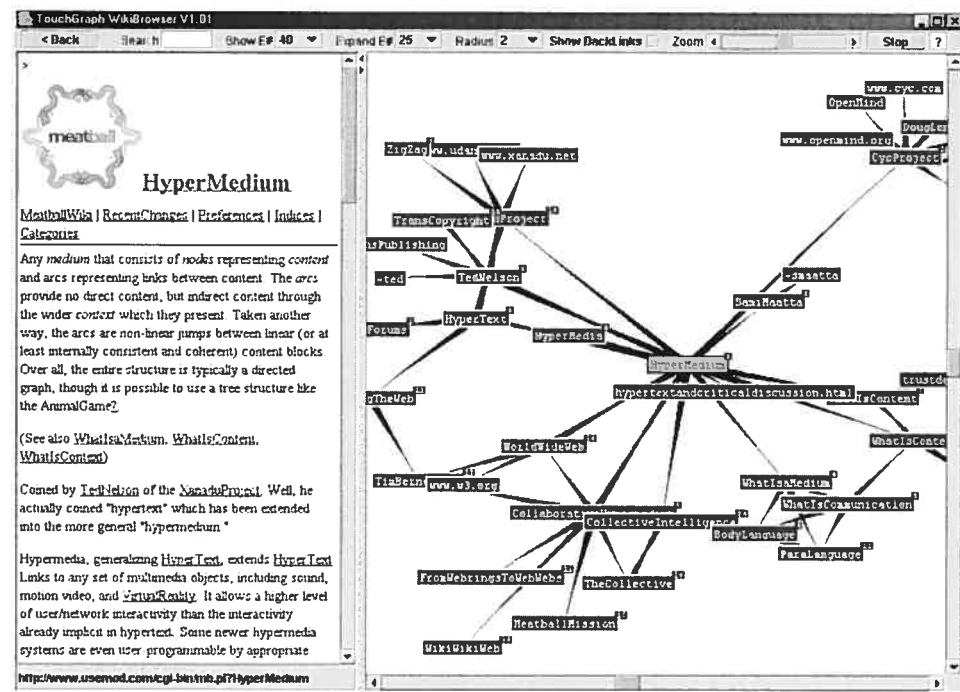 TouchGraph WikiBrowser V1.01
< Back Search Show E# 40 Expand E# 25 Radius 2 Show BackLinks Zoom Stop ?
>
meatball
HyperMedium
MeatballWiki | RecentChanges | Preferences | Indices |
Categories
Any medium that consists of nodes representing content
and arcs representing links between content. The arcs
provide no direct content, but indirect content through
the wider context which they present. Taken another
way, the arcs are non-linear jumps between linear (or at
least internally consistent and coherent) content blocks.
Over all, the entire structure is typically a directed
graph, though it is possible to use a tree structure like
the AnimalGame?.
(See also WhatIsaMedium, WhatIsContent,
WhatIsContext)
Coined by TedNelson of the XanaduProject. Well, he
actually coined "hypertext" which has been extended
into the more general "hypermedium."
Hypermedia, generalizing HyperText, extends HyperText
Links to any set of multimedia objects, including sound,
motion video, and VirtualReality. It allows a higher level
of user/network interactivity than the interactivity
already implicit in hypertext. Some newer hypermedia
systems are even user-programmable by appropriate
http://www.usemod.com/cgi-bin/mb.pl?HyperMedium
www.cyc.com
OpenMind
DougLen
www.openmind.org
CycProject
ZigZag
www.xanadu.net
TransCopyright
Project
nsPublishing
~ted
TedNelson
~smaatta
SamiMaatta
HyperText
Forums
HyperMedia
HyperMedium
hypertextandcriticaldiscussion.html
trustde
IsContent
gTheWeb
WorldWideWeb
WhatIsConte
TimBern
www.w3.org
WhatIsaMedium
WhatIsCommunication
Collaborat
CollectiveIntelligence
BodyLanguage
ParaLanguage
FromWebringsToWebWebs
TheCollective
MeatballMission
WikiWikiWeb